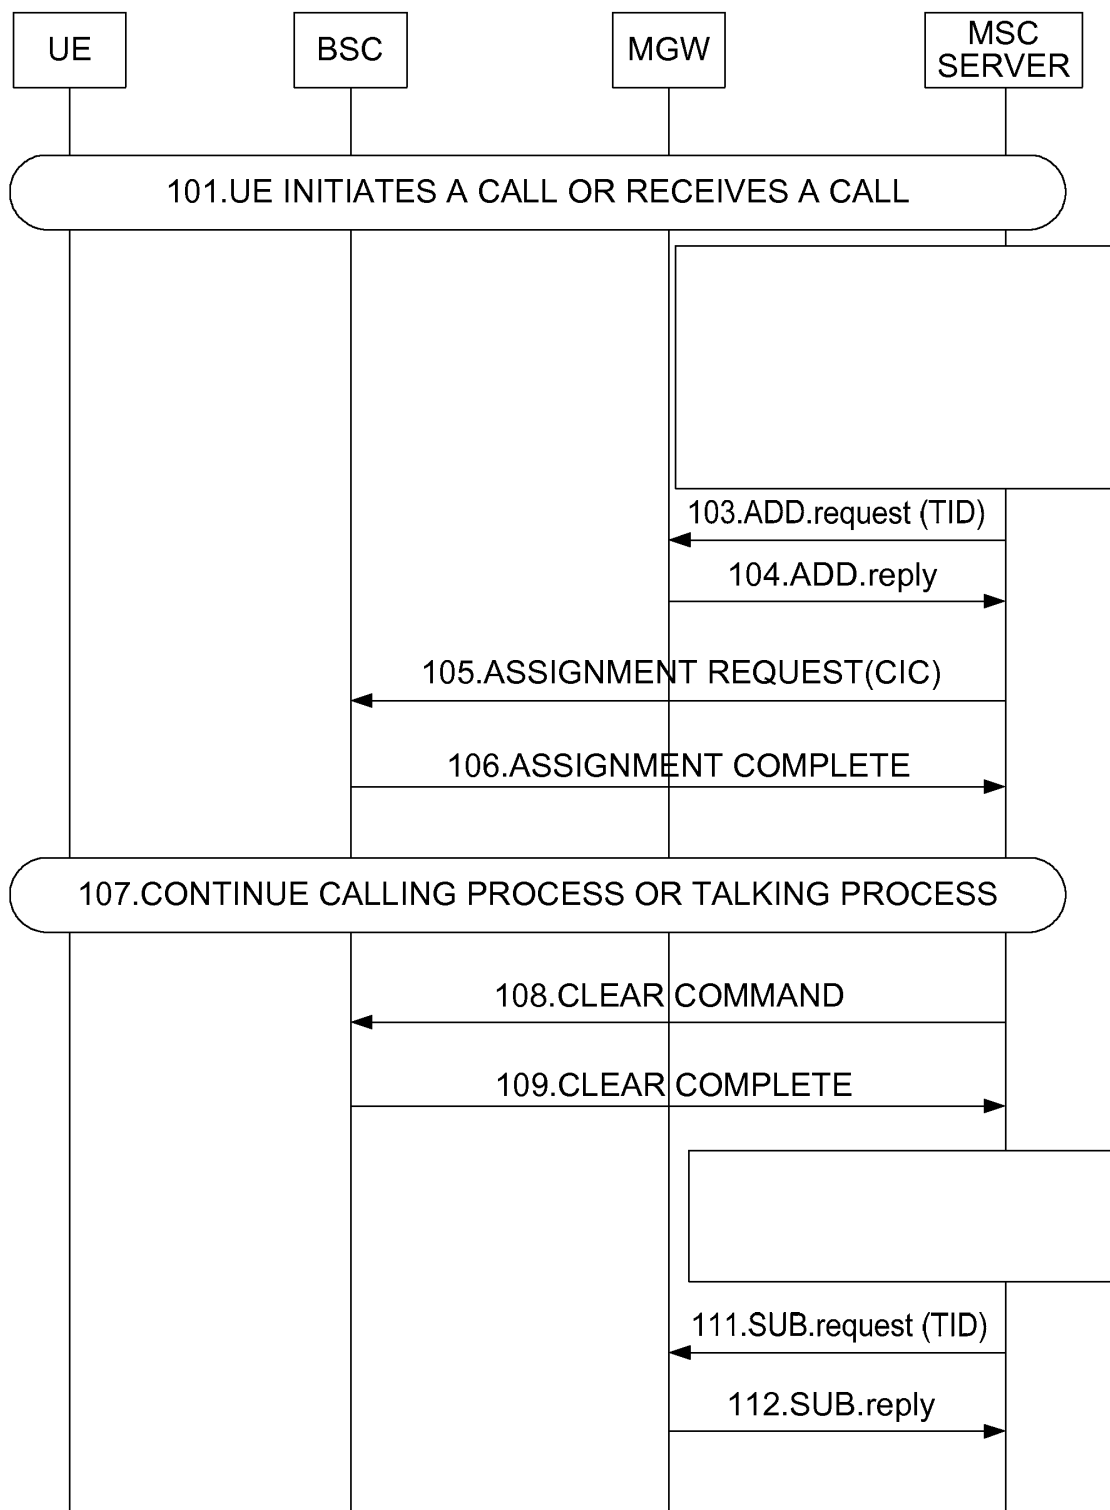 UE
BSC
MGW
MSC
SERVER
101.UE INITIATES A CALL OR RECEIVES A CALL
103.ADD.request (TID)
104.ADD.reply
105.ASSIGNMENT REQUEST(CIC)
106.ASSIGNMENT COMPLETE
107.CONTINUE CALLING PROCESS OR TALKING PROCESS
108.CLEAR COMMAND
109.CLEAR COMPLETE
111.SUB.request (TID)
112.SUB.reply